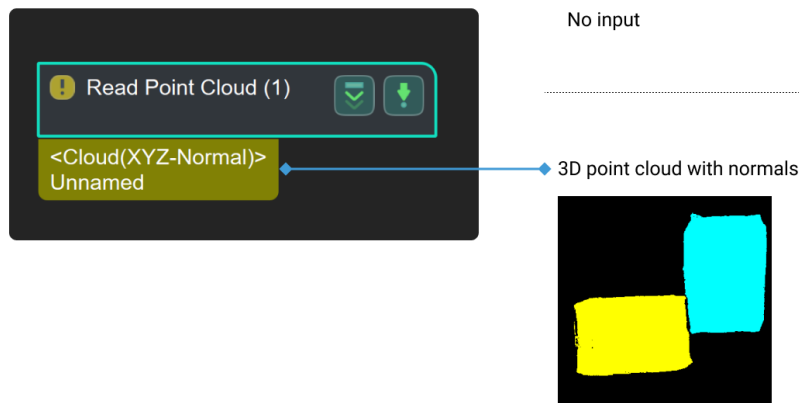 No input
Read Point Cloud (1)
<Cloud(XYZ-Normal)>
Unnamed
3D point cloud with normals